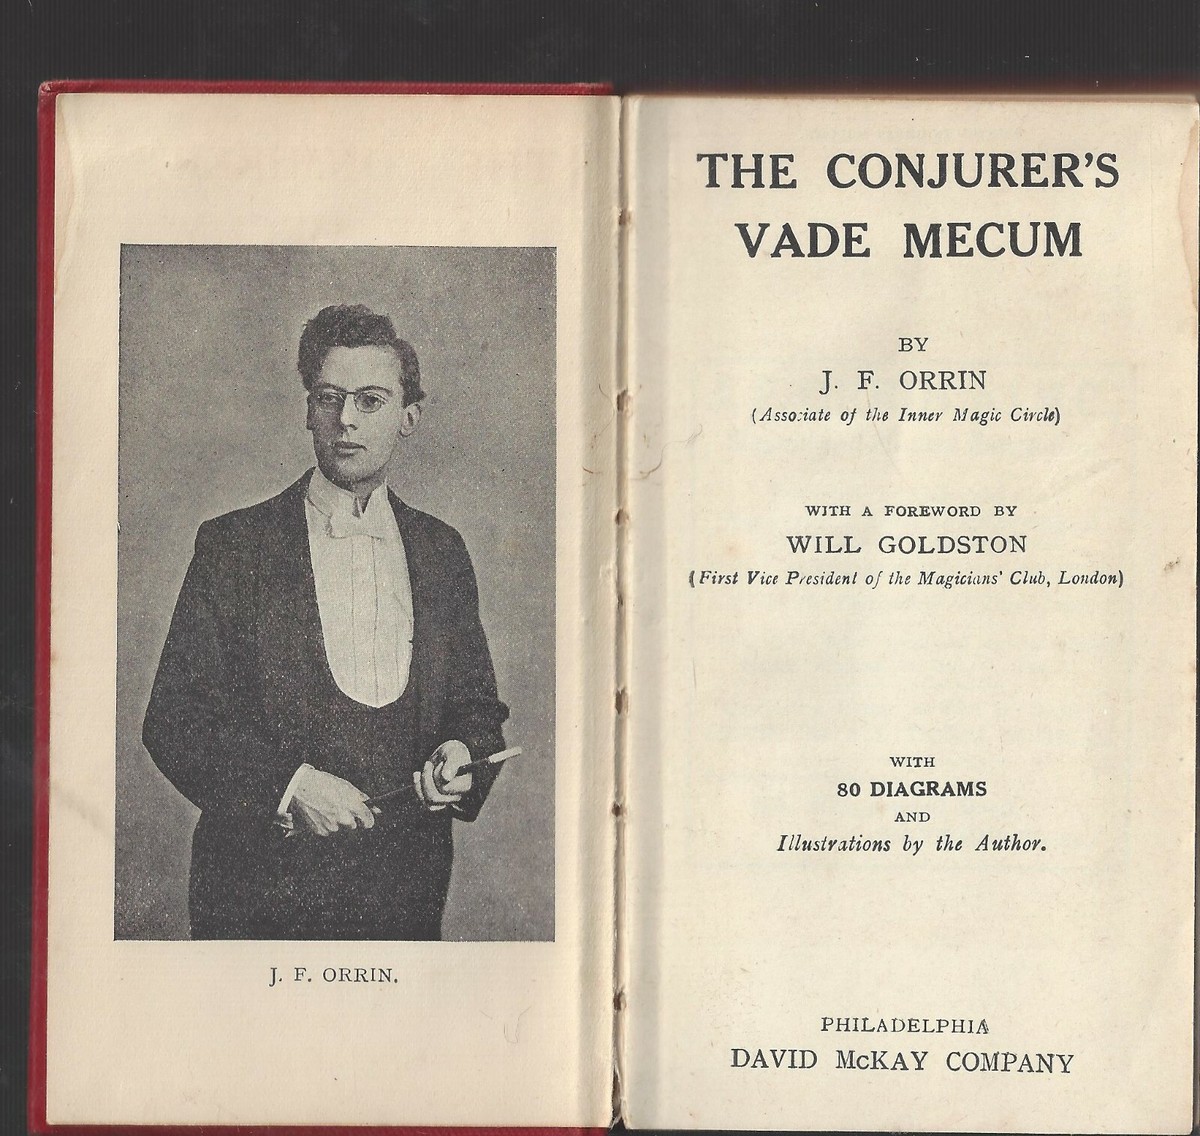 J. F. ORRIN.
THE CONJURER'S
VADE MECUM
BY
J. F. ORRIN
(Associate of the Inner Magic Circle)
WITH A FOREWORD BY
WILL GOLDSTON
(First Vice President of the Magicians' Club, London)
WITH
80 DIAGRAMS
AND
Illustrations by the Author.
PHILADELPHIA
DAVID McKAY COMPANY